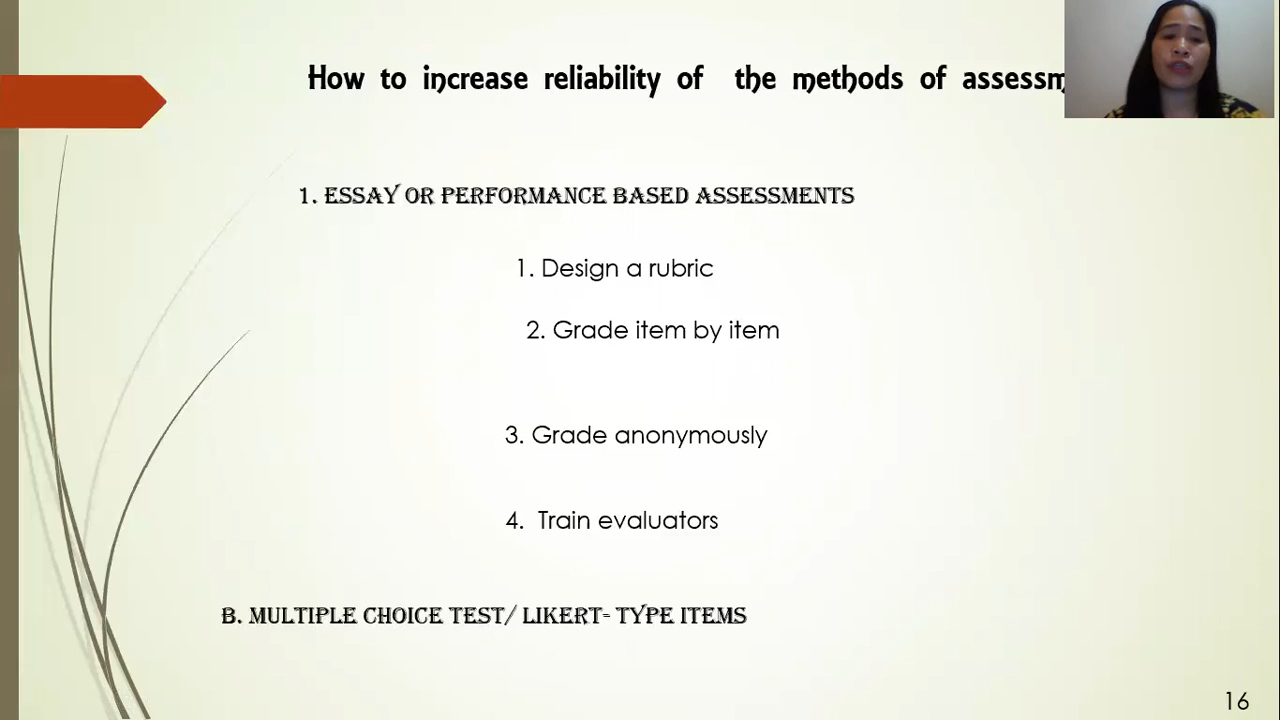 How to increase reliability of the methods of assessm
1. ESSAY OR PERFORMANCE BASED ASSESSMENTS
1. Design a rubric
2. Grade item by item
3. Grade anonymously
4. Train evaluators
B. MULTIPLE CHOICE TEST/ LIKERT- TYPE ITEMS
16